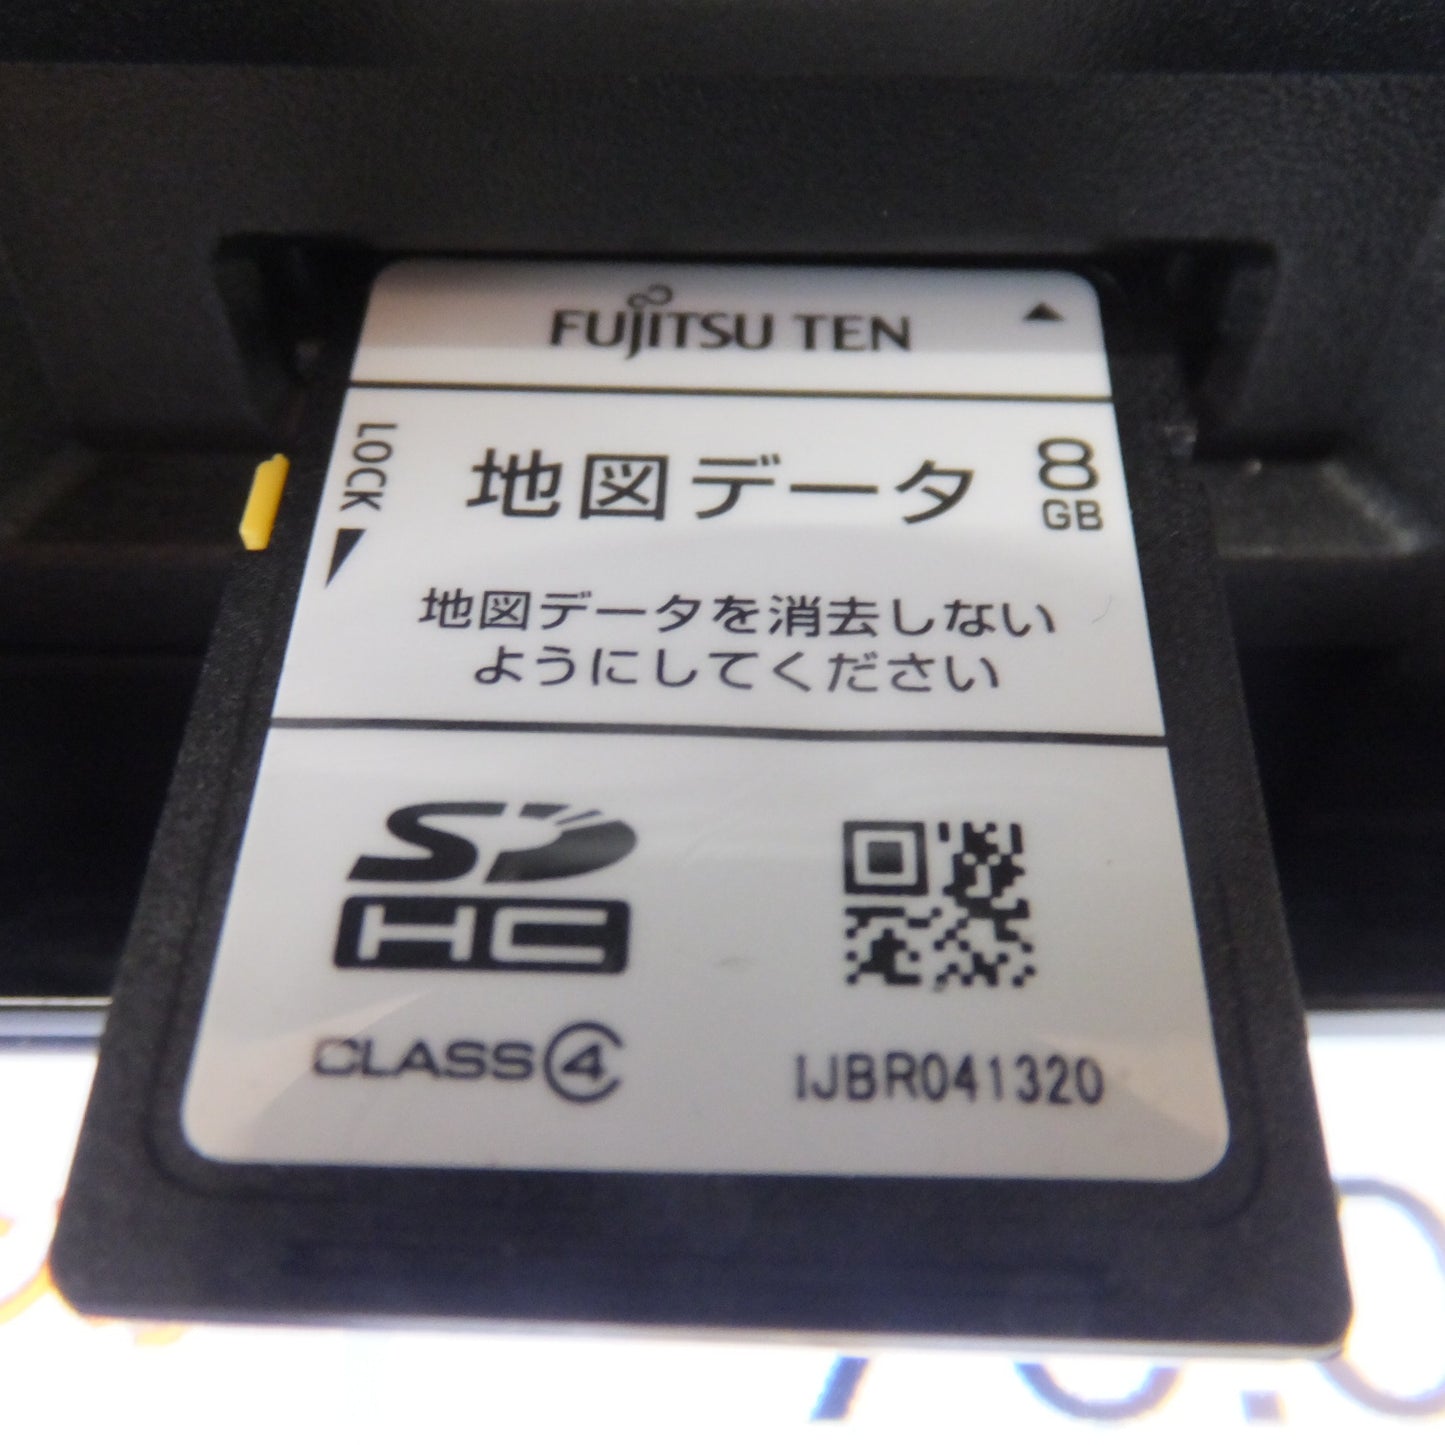 FUJITSU TEN
LOCK
地図データ
8
GB
地図データを消去しない
ようにしてください
SD
HC
CLASS④
IJBR041320